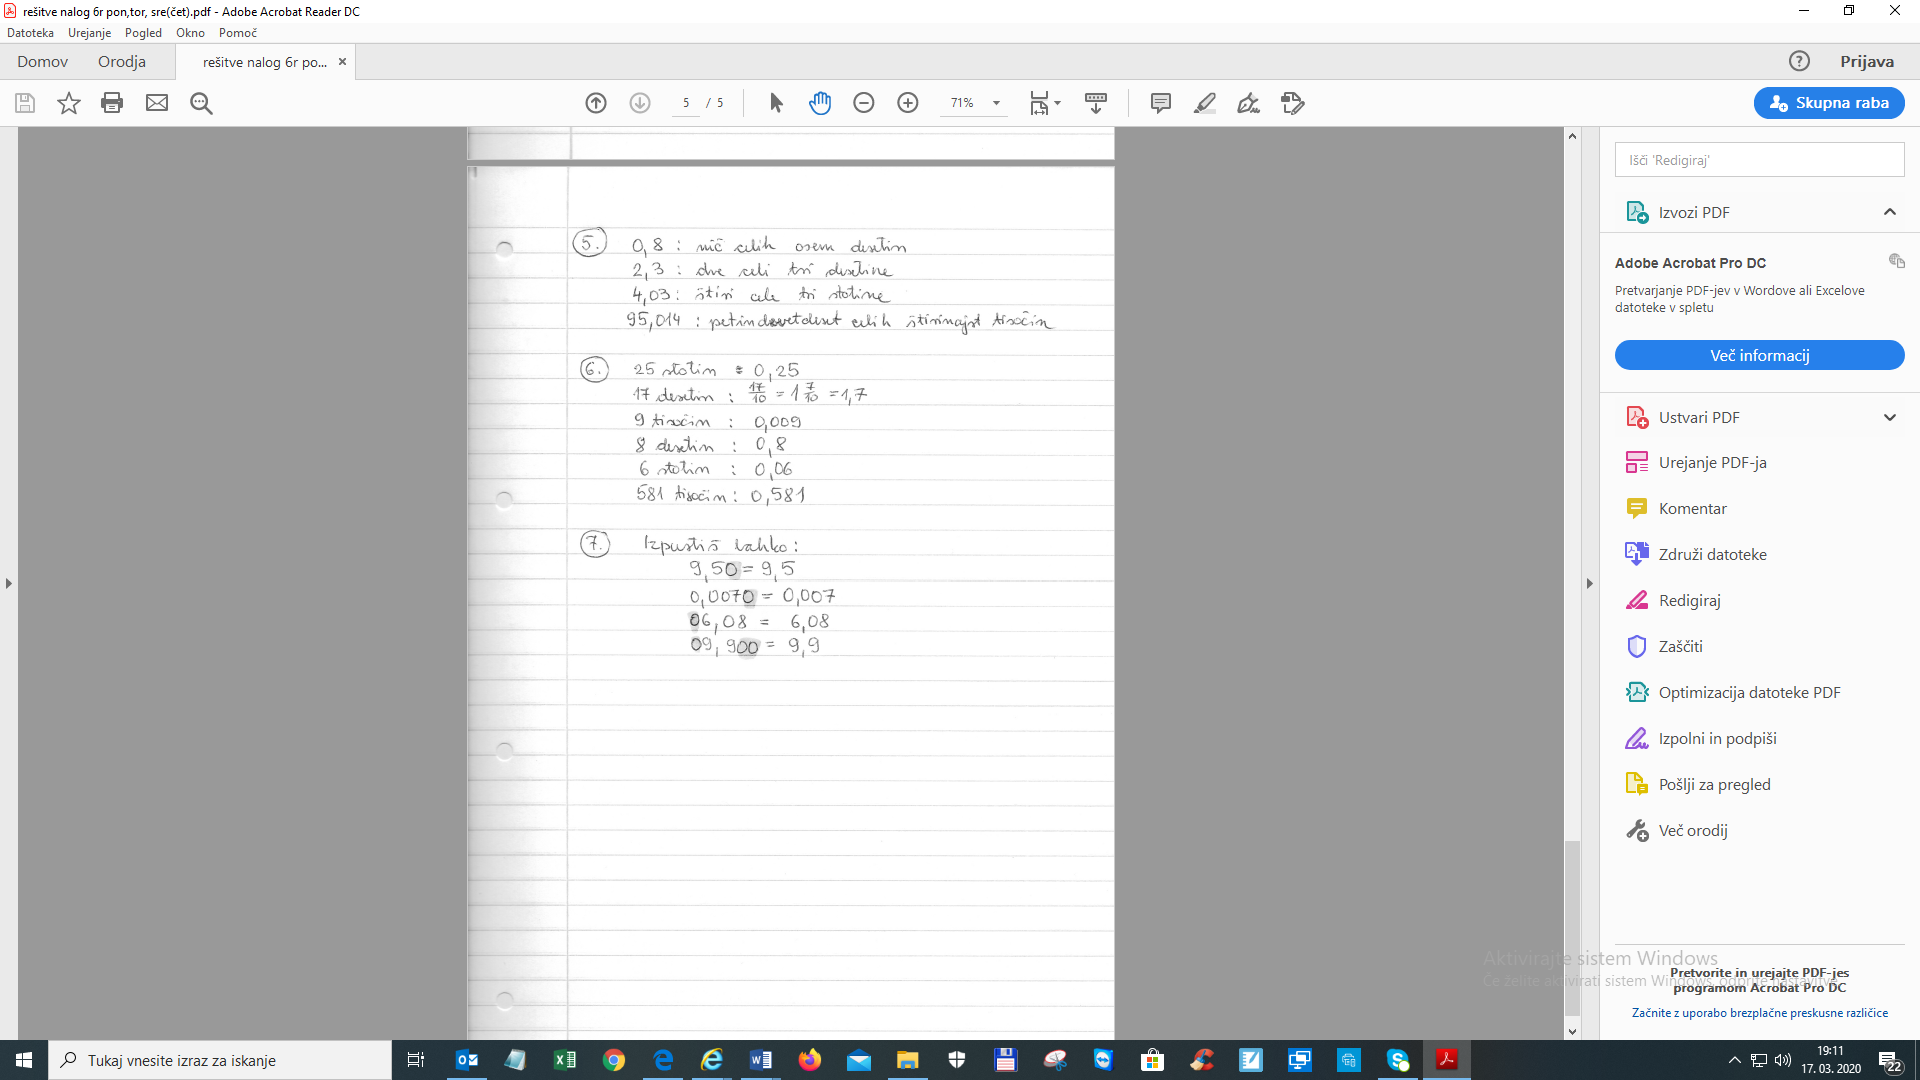 rešitve nalog 6r pon,tor, sre(čet).pdf - Adobe Acrobat Reader DC
Datoteka Urejanje Pogled Okno Pomoč
Domov Orodja rešitve nalog 6r po... × Prijava
5 / 5 71% Skupna raba
Išči 'Redigiraj'
Izvozi PDF
Adobe Acrobat Pro DC
Pretvarjanje PDF-jev v Wordove ali Excelove
datoteke v spletu
Več informacij
Ustvari PDF
Urejanje PDF-ja
Komentar
Združi datoteke
Redigiraj
Zaščiti
Optimizacija datoteke PDF
Izpolni in podpiši
Pošlji za pregled
Več orodij
Pretvorite in urejajte PDF-jes
programom Acrobat Pro DC
Začnite z uporabo brezplačne preskusne različice
5. 0,8 : nič celih osem desetin
2,3 : dve celi tri desetine
4,03 : štiri cele tri stotine
95,014 : petindevetdeset celih štirinajst tisočin
6. 25 stotin : 0,25
17 desetin : 17/10 = 1 7/10 = 1,7
9 tisočin : 0,009
8 desetin : 0,8
6 stotin : 0,06
581 tisočin : 0,581
7. Izpustiš lahko :
9,50 = 9,5
0,0070 = 0,007
06,08 = 6,08
09,900 = 9,9
Aktivirajte sistem Windows
Če želite aktivirati sistem Windows, odprite nastavitve.
Tukaj vnesite izraz za iskanje
19:11
17. 03. 2020
22